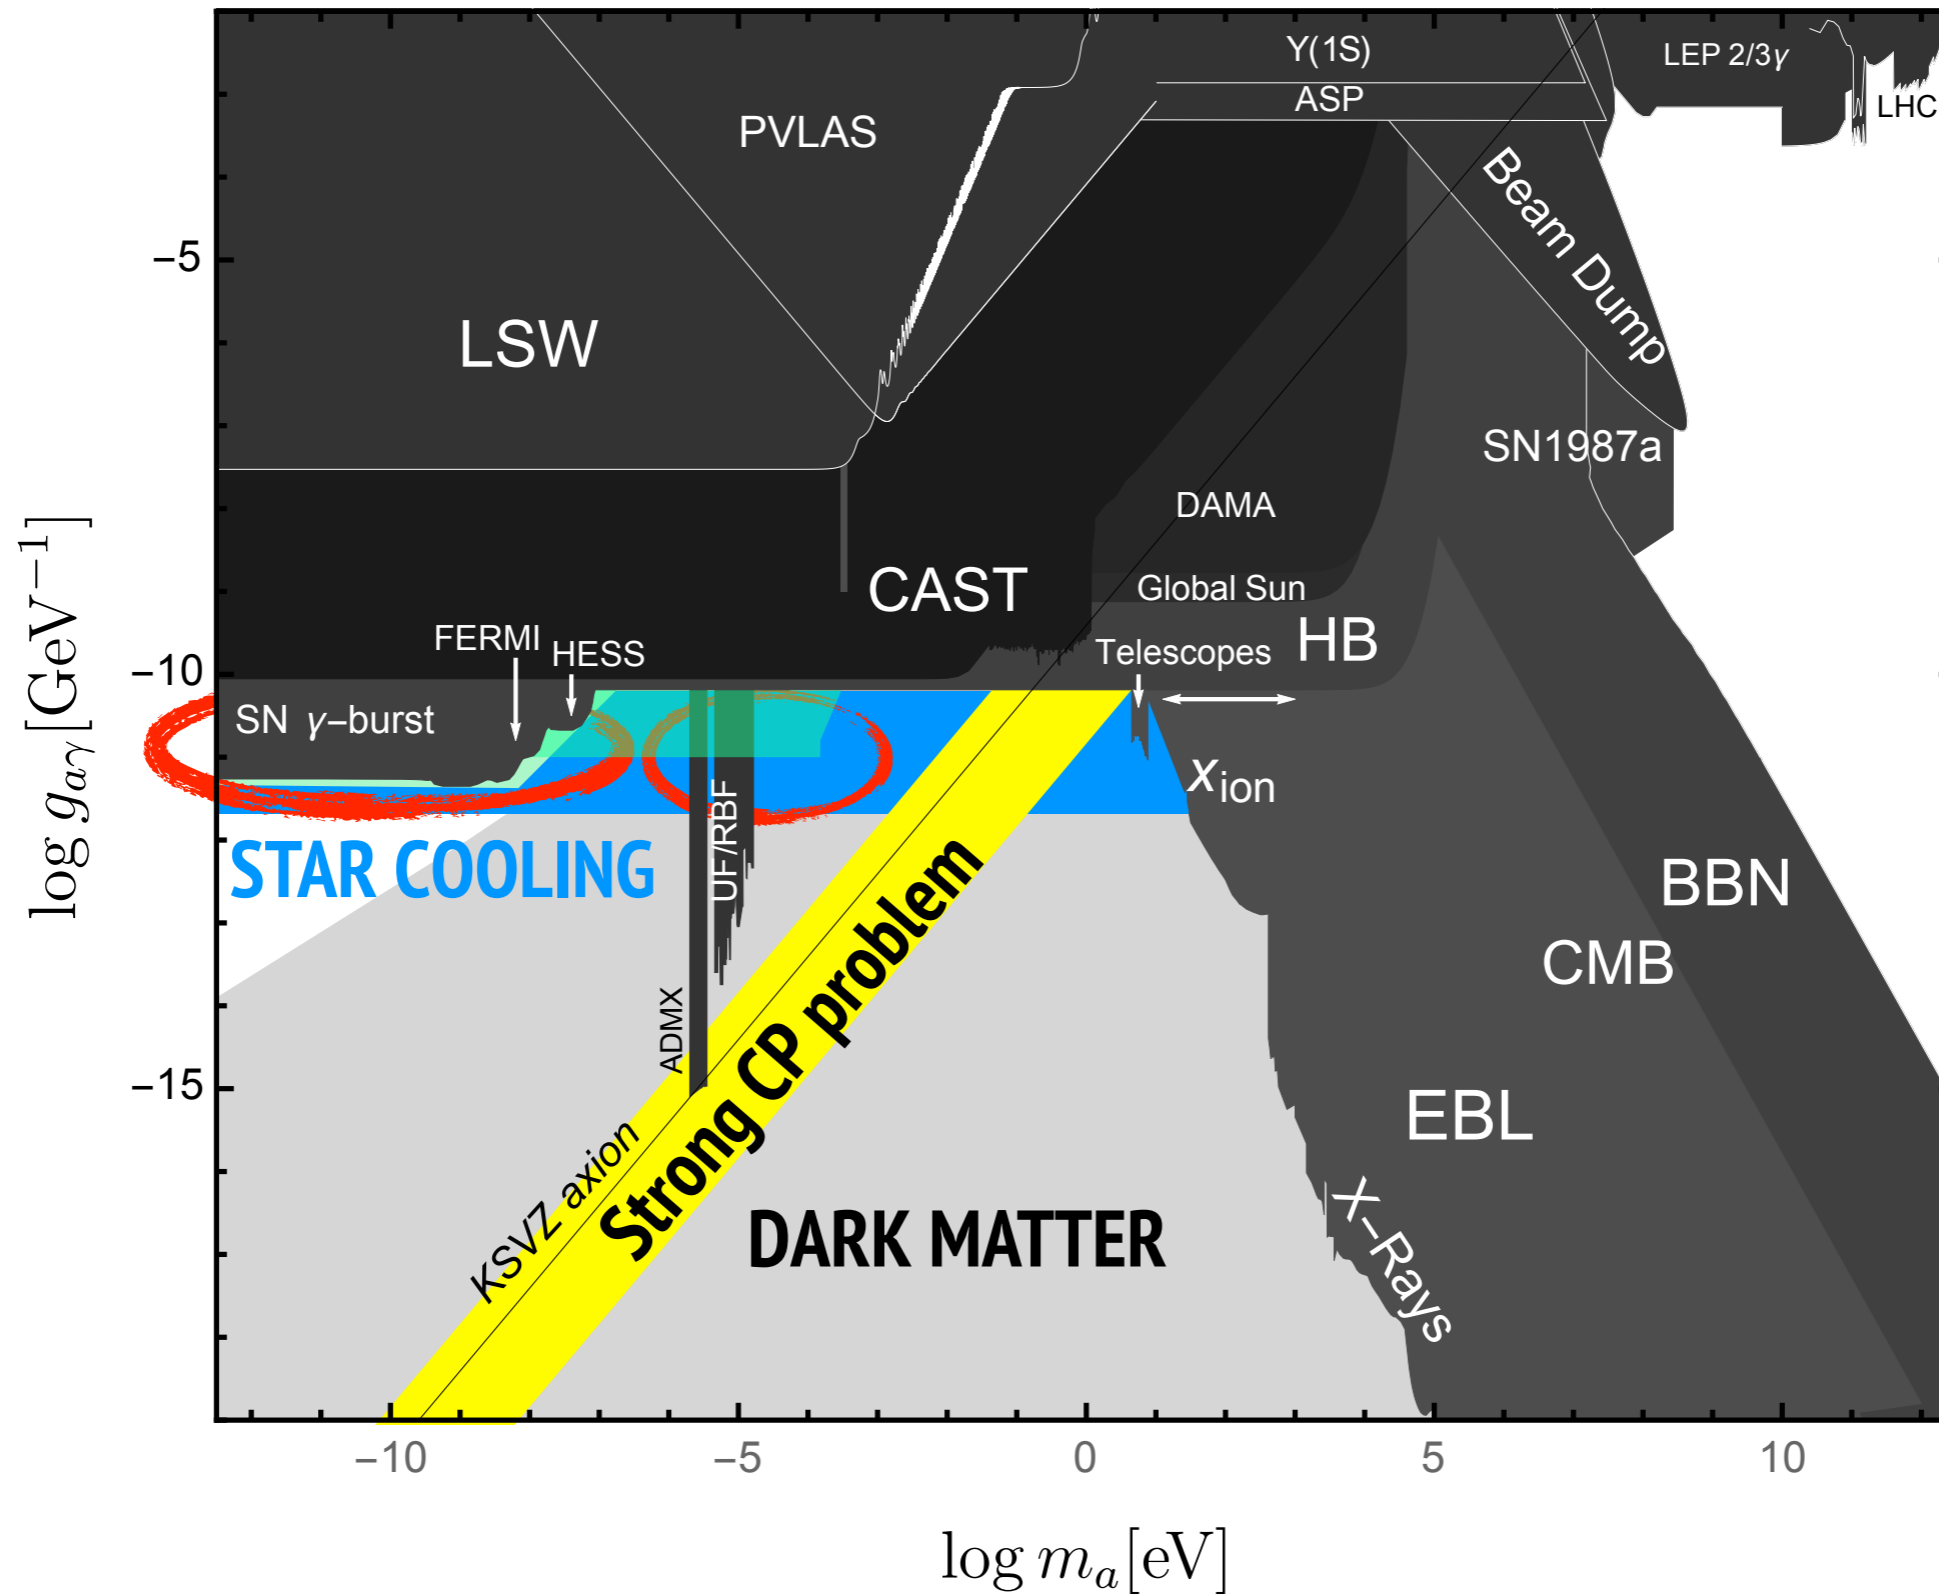 Y(1S)
LEP 2/3γ
ASP
LHC
PVLAS
Beam Dump
−5
LSW
SN1987a
DAMA
CAST
Global Sun
FERMI
HESS
Telescopes
HB
−10
SN γ−burst
x_ion
UF/RBF
STAR COOLING
BBN
CMB
ADMX
Strong CP problem
−15
EBL
KSVZ axion
DARK MATTER
X−Rays
log g_{aγ} [GeV⁻¹]
−10
−5
0
5
10
log m_a [eV]